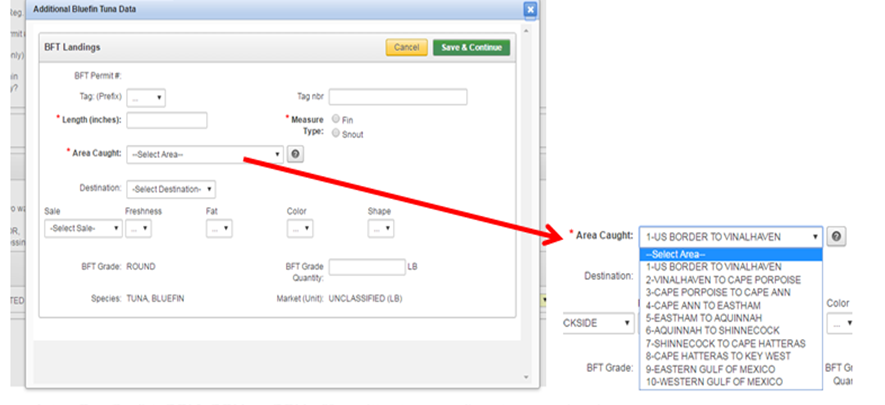 Additional Bluefin Tuna Data
Reg.
BFT Landings
Cancel
Save & Continue
BFT Permit #:
Tag: (Prefix)
...
Tag nbr
* Length (inches):
* Measure Type:
Fin
Snout
* Area Caught:
--Select Area--
Destination:
-Select Destination-
Sale
Freshness
Fat
Color
Shape
-Select Sale-
...
...
...
...
BFT Grade:
ROUND
BFT Grade Quantity:
LB
Species:
TUNA, BLUEFIN
Market (Unit):
UNCLASSIFIED (LB)
* Area Caught:
1-US BORDER TO VINALHAVEN
--Select Area--
1-US BORDER TO VINALHAVEN
2-VINALHAVEN TO CAPE PORPOISE
3-CAPE PORPOISE TO CAPE ANN
4-CAPE ANN TO EASTHAM
5-EASTHAM TO AQUINNAH
6-AQUINNAH TO SHINNECOCK
7-SHINNECOCK TO CAPE HATTERAS
8-CAPE HATTERAS TO KEY WEST
9-EASTERN GULF OF MEXICO
10-WESTERN GULF OF MEXICO
Destination:
Color
CKSIDE
...
BFT Grade:
BFT Gr
Quar